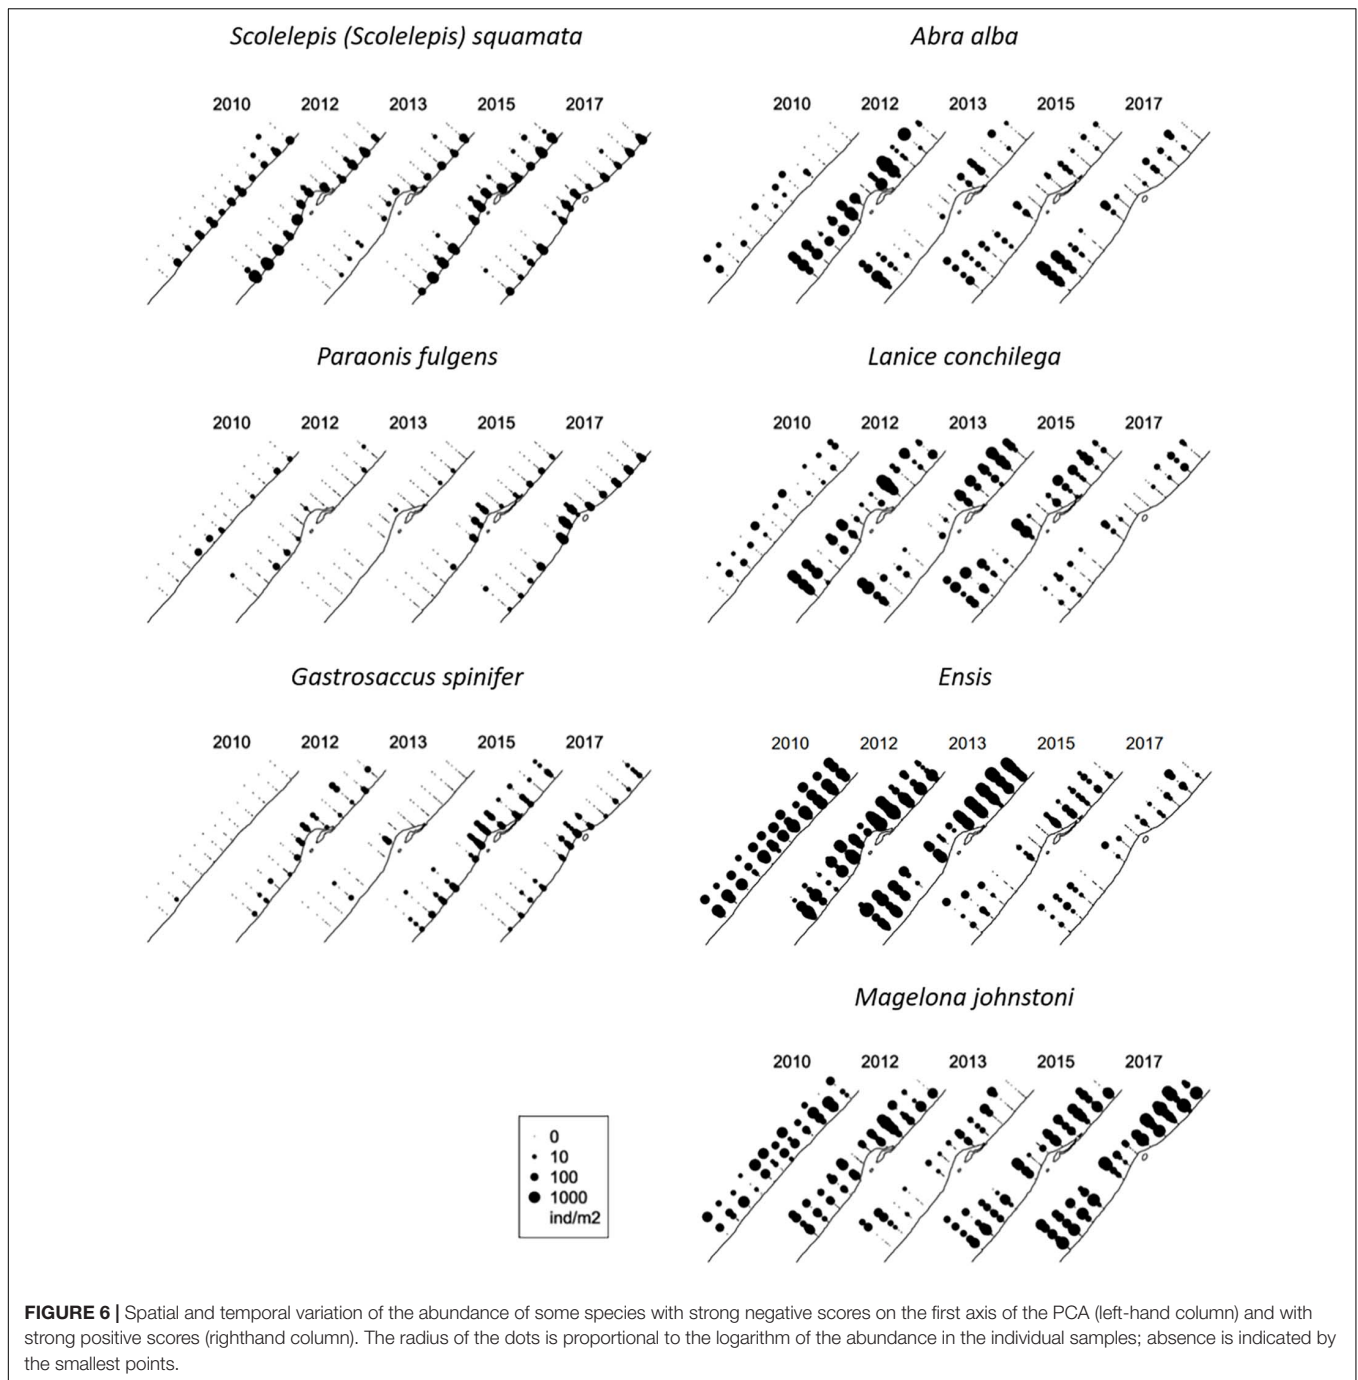 Scolelepis (Scolelepis) squamata
Abra alba
2010 2012 2013 2015 2017
2010 2012 2013 2015 2017
Paraonis fulgens
Lanice conchilega
2010 2012 2013 2015 2017
2010 2012 2013 2015 2017
Gastrosaccus spinifer
Ensis
2010 2012 2013 2015 2017
2010 2012 2013 2015 2017
Magelona johnstoni
2010 2012 2013 2015 2017
0
10
100
1000
ind/m2
FIGURE 6 | Spatial and temporal variation of the abundance of some species with strong negative scores on the first axis of the PCA (left-hand column) and with
strong positive scores (righthand column). The radius of the dots is proportional to the logarithm of the abundance in the individual samples; absence is indicated by
the smallest points.